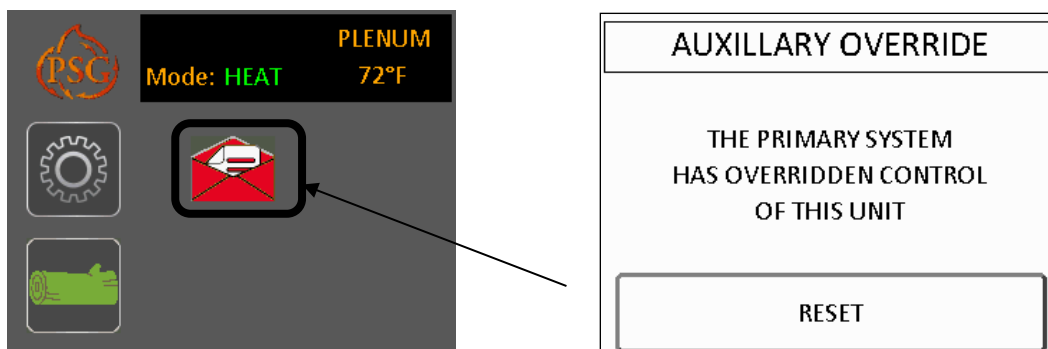 PSG
PLENUM
Mode: HEAT 72°F
AUXILLARY OVERRIDE
THE PRIMARY SYSTEM
HAS OVERRIDDEN CONTROL
OF THIS UNIT
RESET